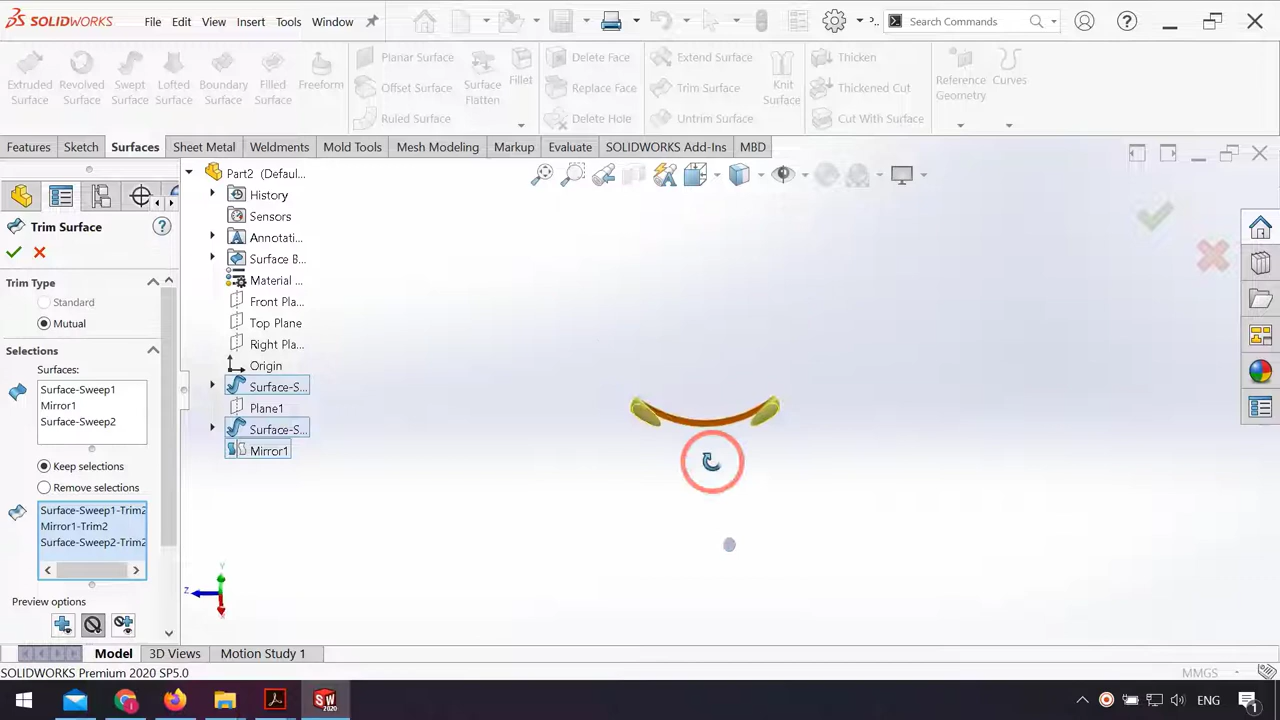 SOLIDWORKS File Edit View Insert Tools Window Search Commands
Extruded Surface Revolved Surface Swept Surface Lofted Surface Boundary Surface Filled Surface Freeform
Planar Surface Offset Surface Ruled Surface
Surface Flatten Fillet
Delete Face Replace Face Delete Hole
Extend Surface Trim Surface Untrim Surface
Knit Surface
Thicken Thickened Cut Cut With Surface
Reference Geometry Curves
Features Sketch Surfaces Sheet Metal Weldments Mold Tools Mesh Modeling Markup Evaluate SOLIDWORKS Add-Ins MBD
Trim Surface
Trim Type
Standard
Mutual
Selections
Surfaces:
Surface-Sweep1
Mirror1
Surface-Sweep2
Keep selections
Remove selections
Surface-Sweep1-Trim2
Mirror1-Trim2
Surface-Sweep2-Trim2
Preview options
Part2 (Defaul...
History
Sensors
Annotati...
Surface B...
Material ...
Front Pla...
Top Plane
Right Pla...
Origin
Surface-S...
Plane1
Surface-S...
Mirror1
Y
Z
Model 3D Views Motion Study 1
SOLIDWORKS Premium 2020 SP5.0 MMGS
SW 2020 ENG 1